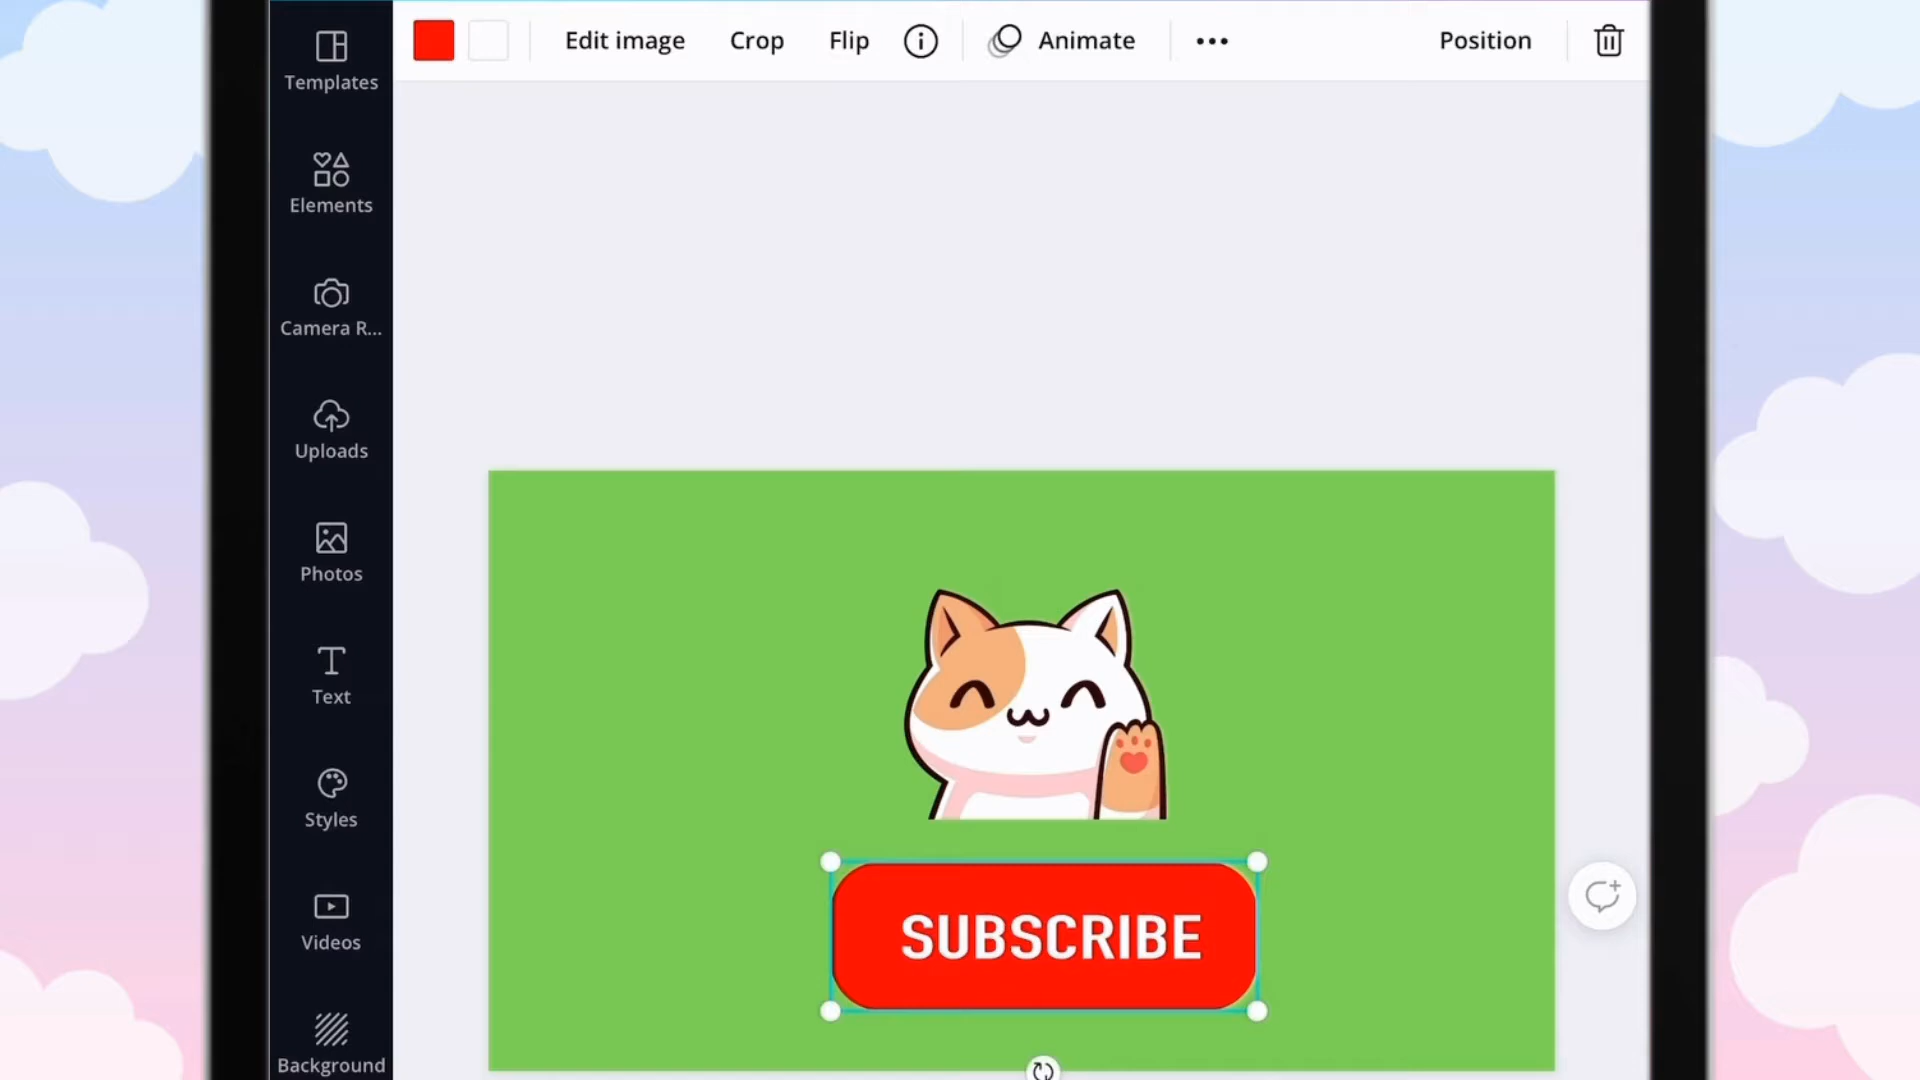 Edit image
Crop
Flip
Animate
Position
Templates
Elements
Camera R...
Uploads
Photos
Text
Styles
Videos
Background
SUBSCRIBE